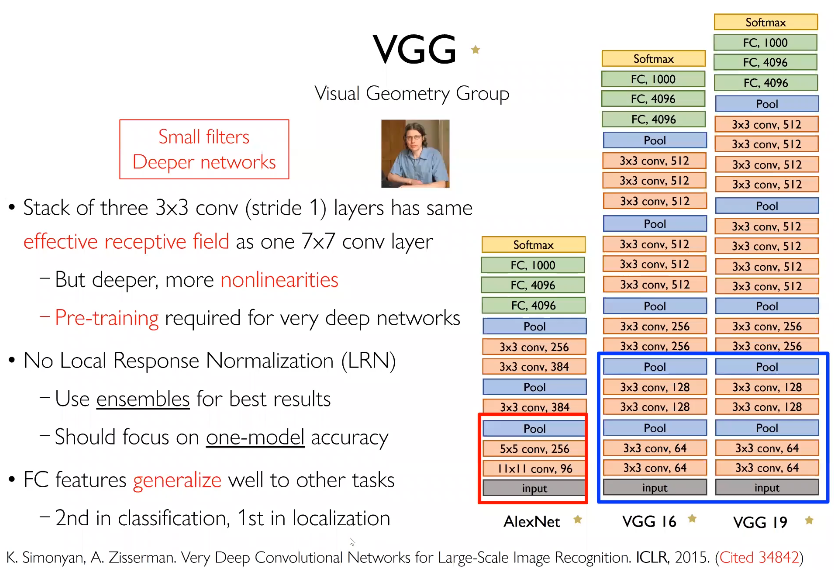 VGG
Visual Geometry Group
Small filters
Deeper networks
• Stack of three 3x3 conv (stride 1) layers has same
effective receptive field as one 7x7 conv layer
– But deeper, more nonlinearities
– Pre-training required for very deep networks
• No Local Response Normalization (LRN)
– Use ensembles for best results
– Should focus on one-model accuracy
• FC features generalize well to other tasks
– 2nd in classification, 1st in localization
Softmax
FC, 1000
FC, 4096
FC, 4096
Pool
3x3 conv, 256
3x3 conv, 384
Pool
3x3 conv, 384
Pool
5x5 conv, 256
11x11 conv, 96
input
AlexNet
Softmax
FC, 1000
FC, 4096
FC, 4096
Pool
3x3 conv, 512
3x3 conv, 512
3x3 conv, 512
Pool
3x3 conv, 512
3x3 conv, 512
3x3 conv, 512
Pool
3x3 conv, 256
3x3 conv, 256
Pool
3x3 conv, 128
3x3 conv, 128
Pool
3x3 conv, 64
3x3 conv, 64
input
VGG 16
Softmax
FC, 1000
FC, 4096
FC, 4096
Pool
3x3 conv, 512
3x3 conv, 512
3x3 conv, 512
3x3 conv, 512
Pool
3x3 conv, 512
3x3 conv, 512
3x3 conv, 512
3x3 conv, 512
Pool
3x3 conv, 256
3x3 conv, 256
Pool
3x3 conv, 128
3x3 conv, 128
Pool
3x3 conv, 64
3x3 conv, 64
input
VGG 19
K. Simonyan, A. Zisserman. Very Deep Convolutional Networks for Large-Scale Image Recognition. ICLR, 2015. (Cited 34842)